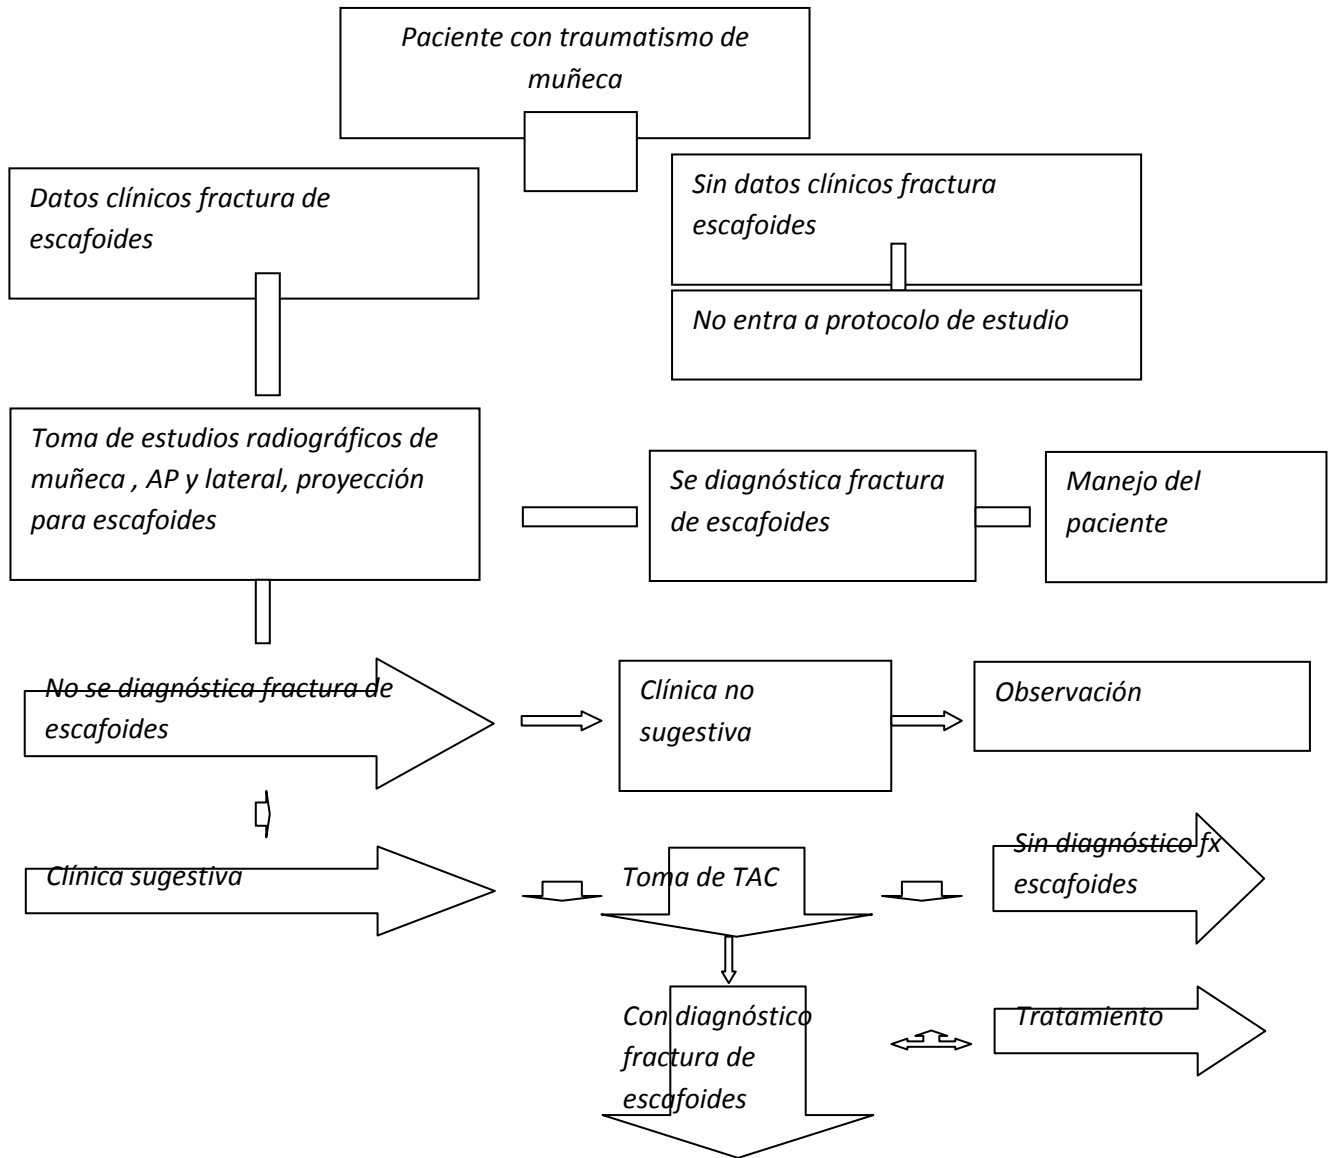 Paciente con traumatismo de
muñeca
Datos clínicos fractura de
escafoides
Sin datos clínicos fractura
escafoides
No entra a protocolo de estudio
Toma de estudios radiográficos de
muñeca , AP y lateral, proyección
para escafoides
Se diagnóstica fractura
de escafoides
Manejo del
paciente
No se diagnóstica fractura de
escafoides
Clínica no
sugestiva
Observación
Clínica sugestiva
Toma de TAC
Sin diagnóstico fx
escafoides
Con diagnóstico
fractura de
escafoides
Tratamiento